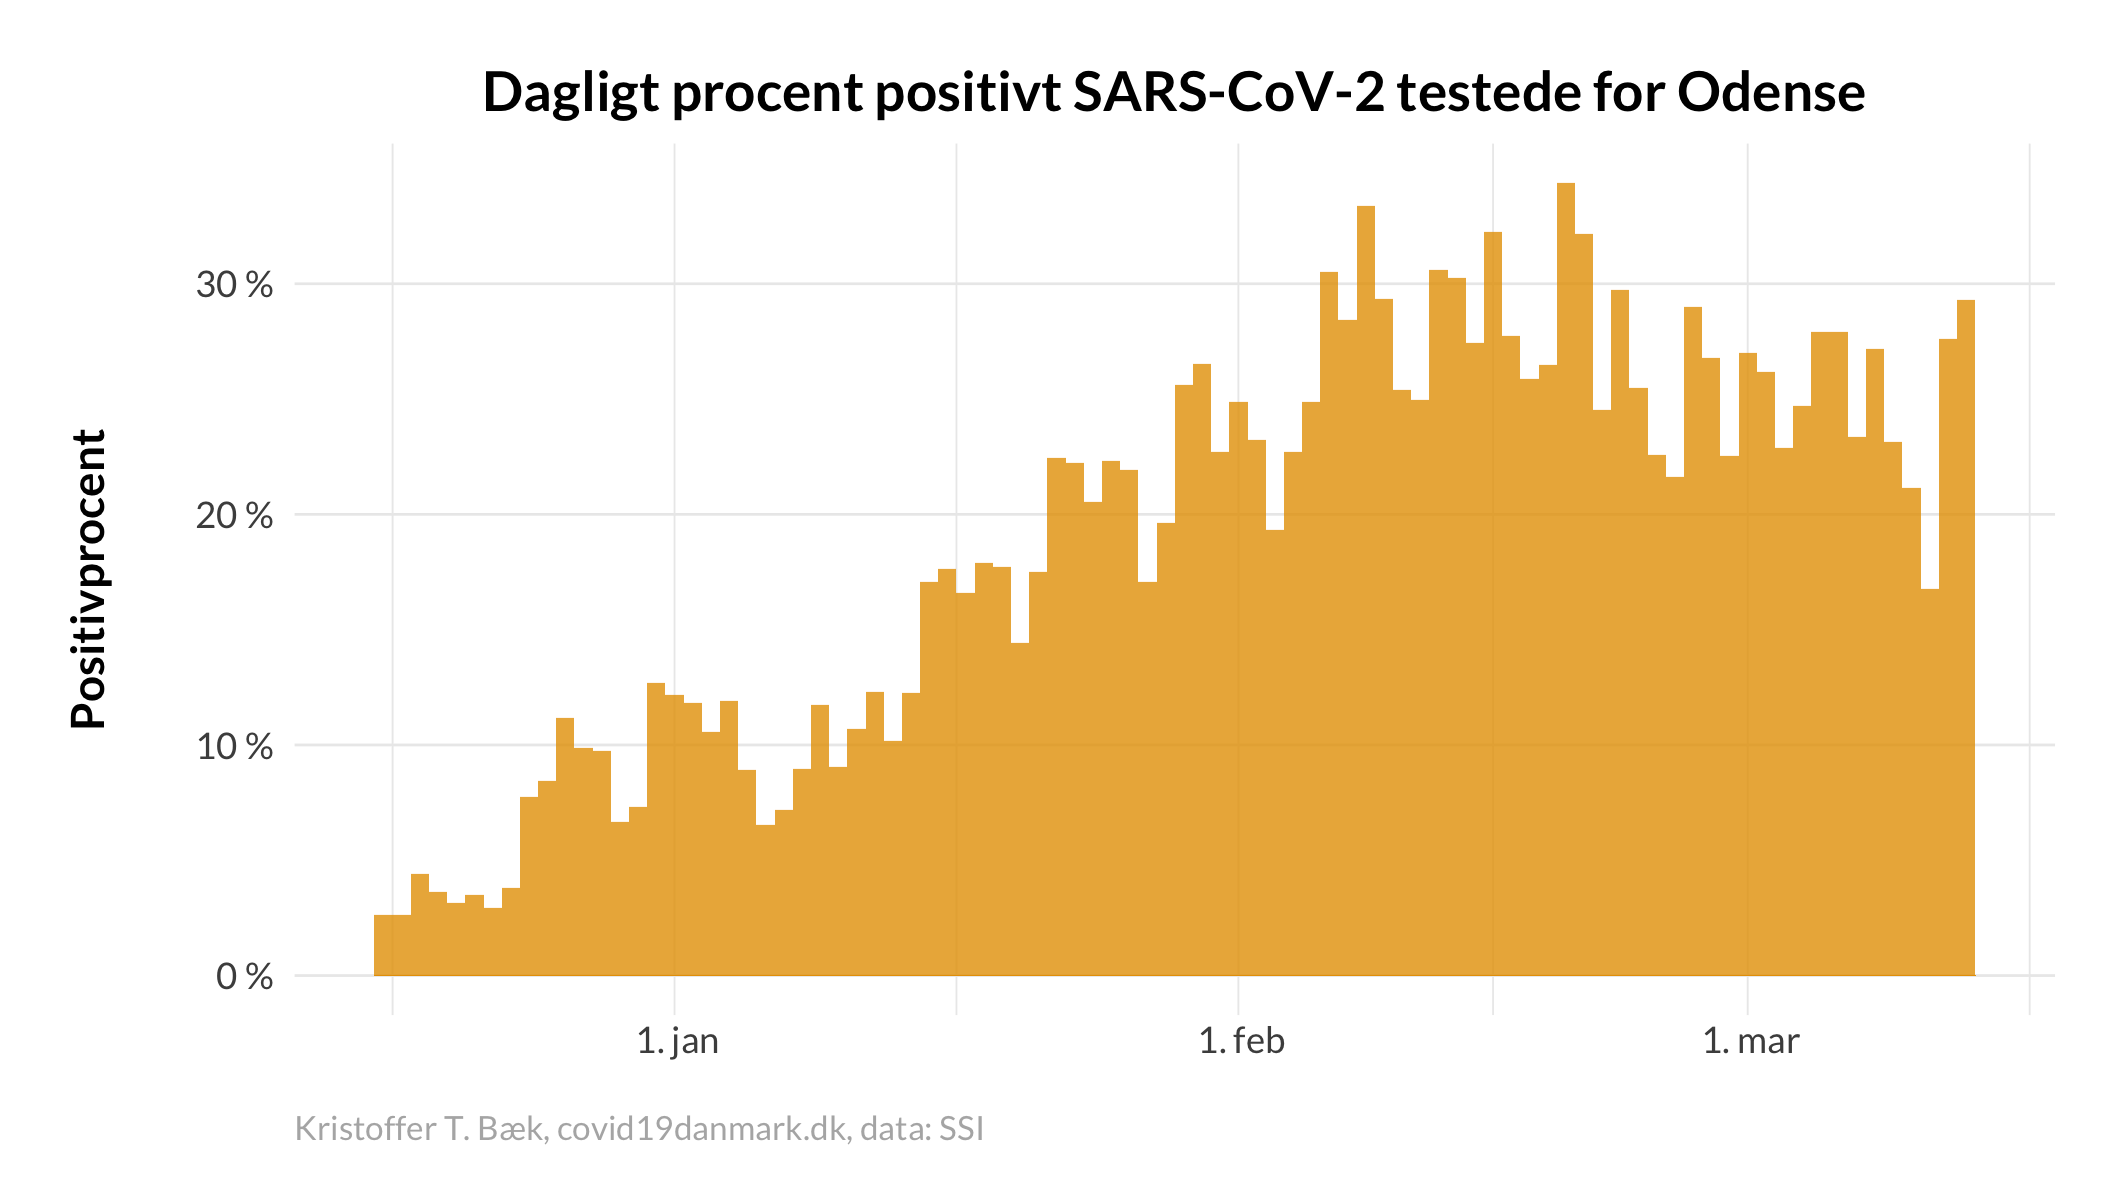 Dagligt procent positivt SARS-CoV-2 testede for Odense
Positivprocent
30 %
20 %
10 %
0 %
1. jan
1. feb
1. mar
Kristoffer T. Bæk, covid19danmark.dk, data: SSI